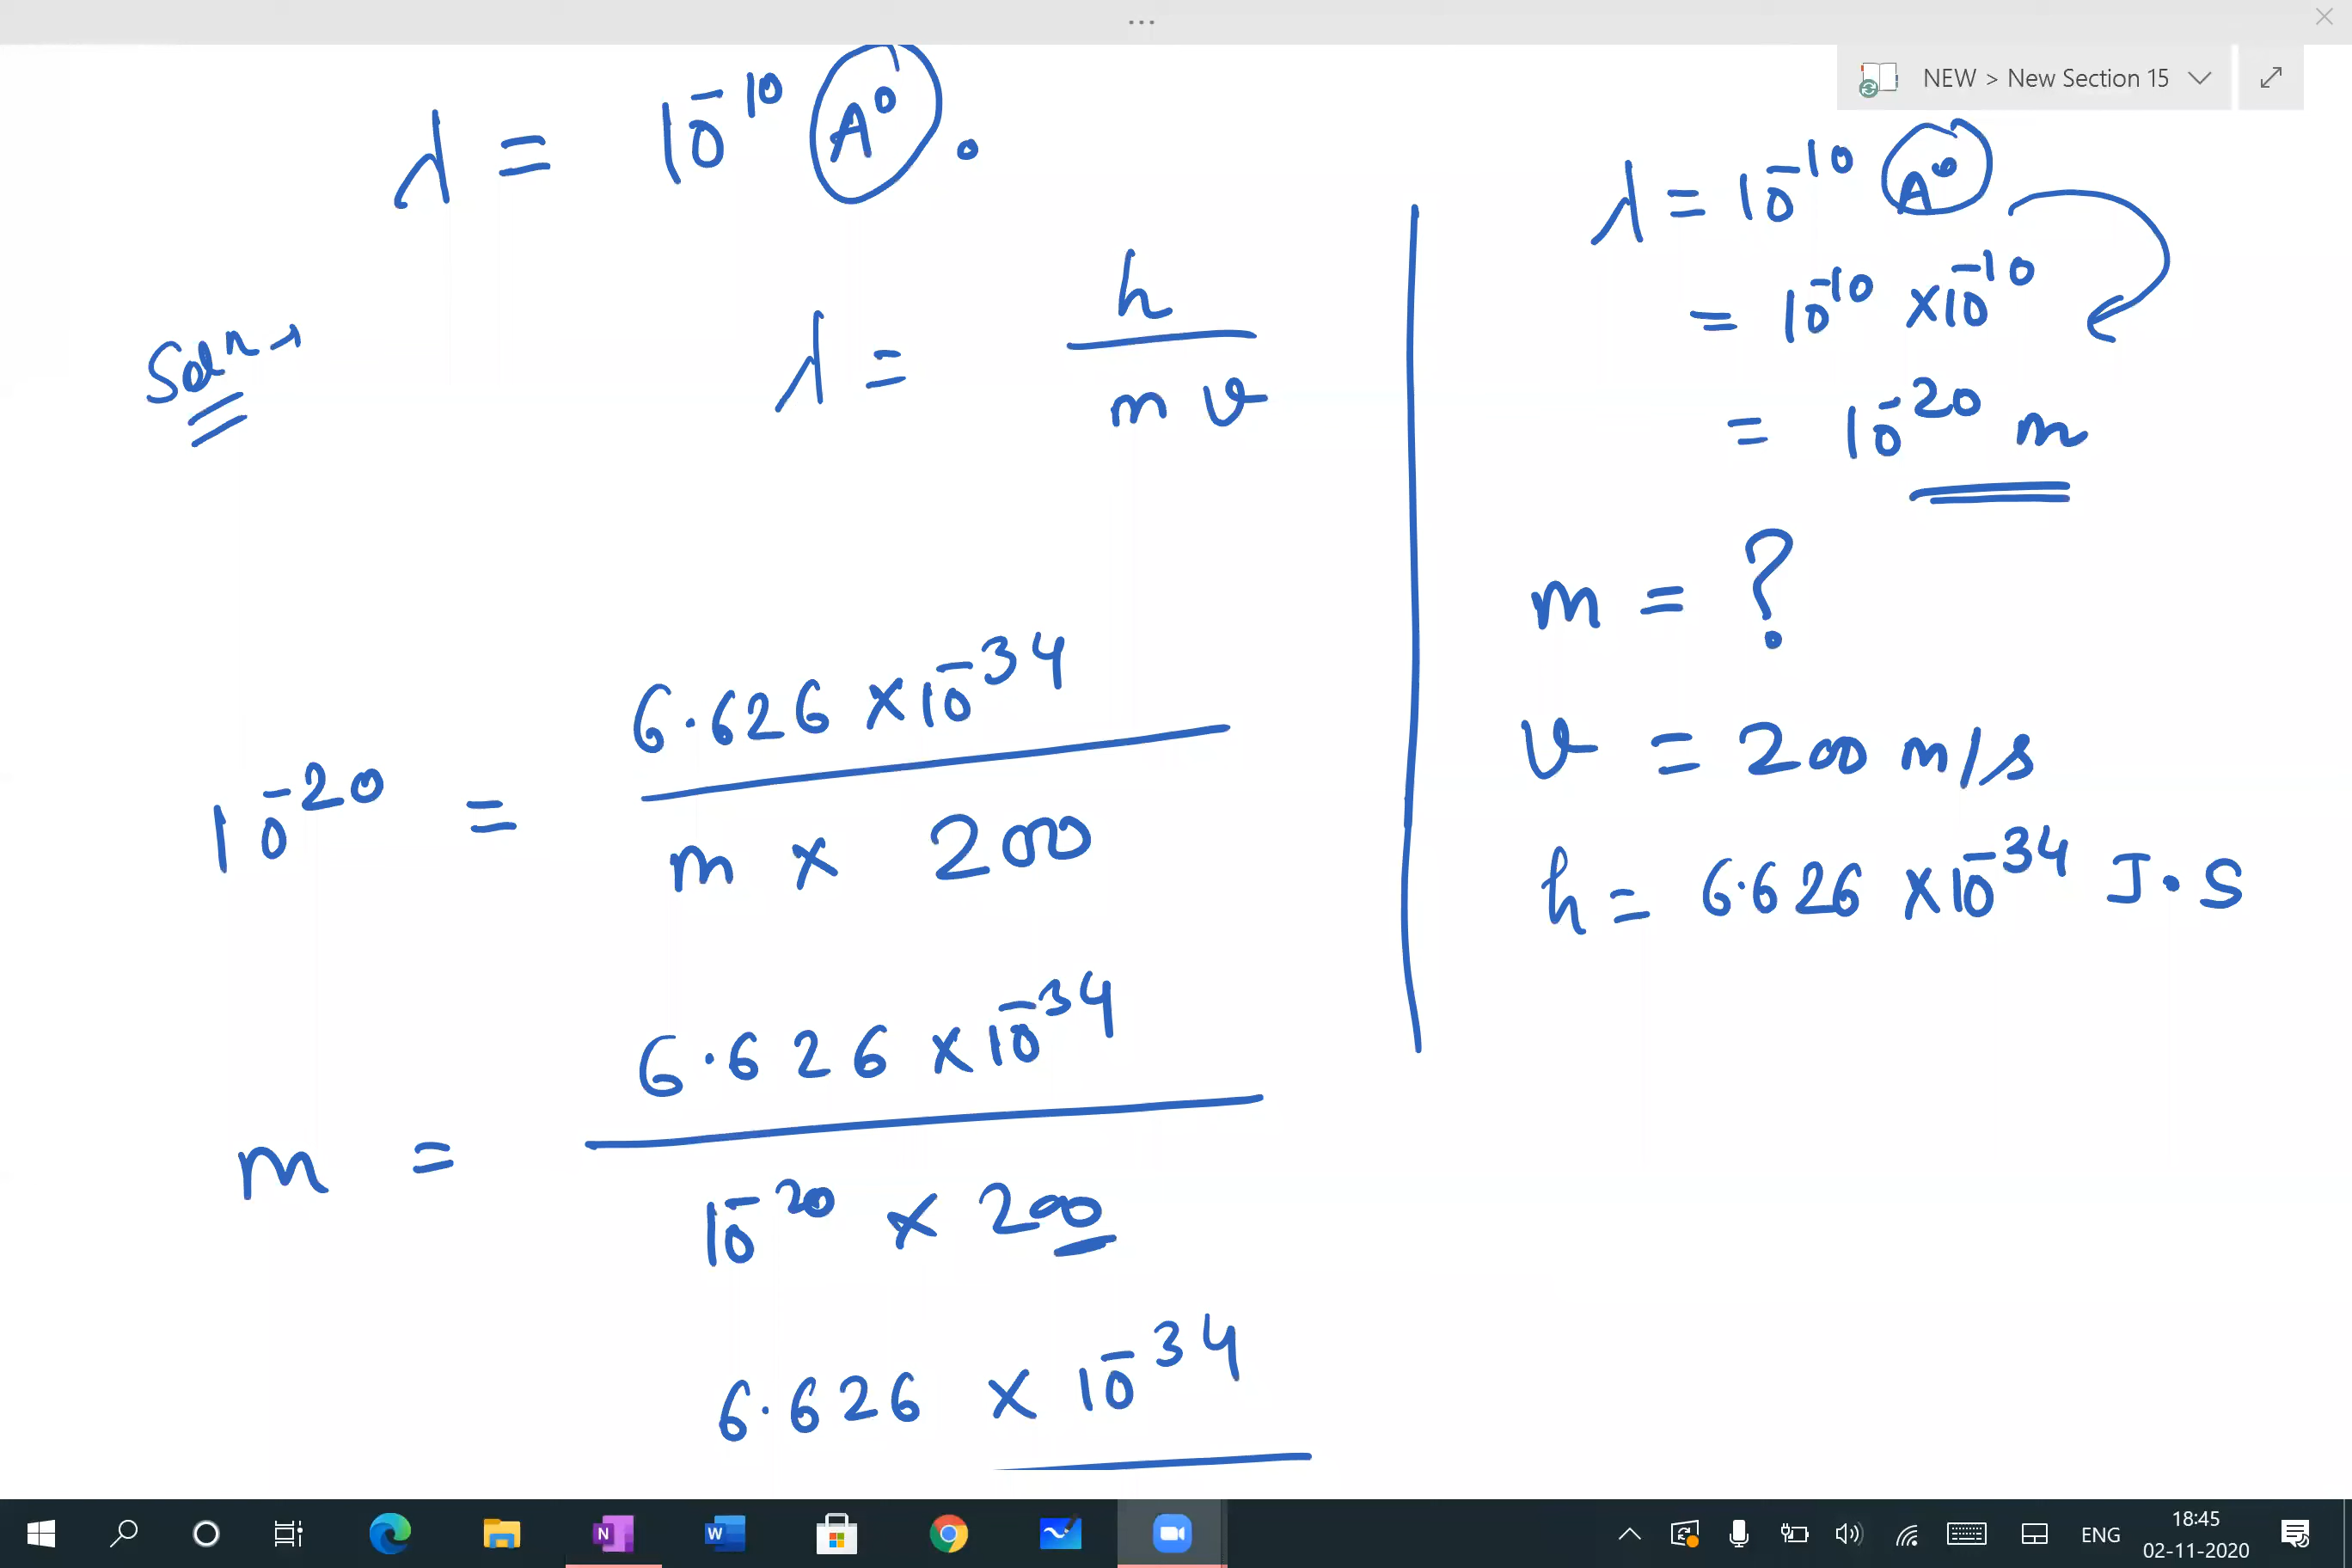 NEW > New Section 15
λ = 10⁻¹⁰ A⁰.
Solⁿ→
λ = h / m v
10⁻²⁰ = 6.626 × 10⁻³⁴ / m × 200
m = 6.626 × 10⁻³⁴ / 10⁻²⁰ × 200
6.626 × 10⁻³⁴
λ = 10⁻¹⁰ A⁰
= 10⁻¹⁰ × 10⁻¹⁰
= 10⁻²⁰ m
m = ?
v = 200 m/s
h = 6.626 × 10⁻³⁴ J·S
ENG
18:45
02-11-2020